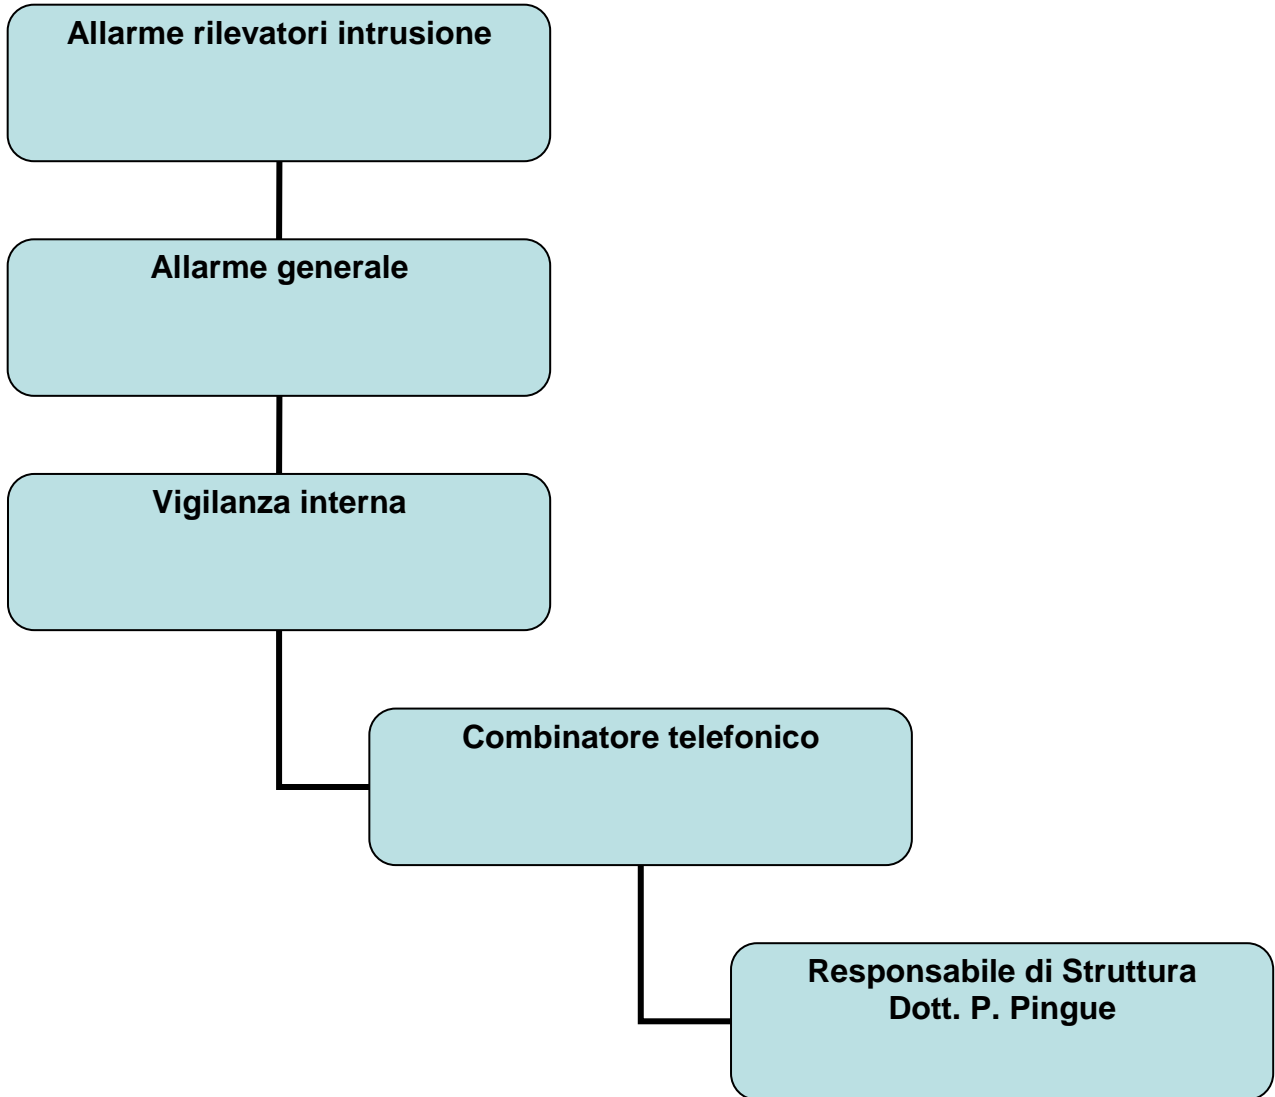 Allarme rilevatori intrusione
Allarme generale
Vigilanza interna
Combinatore telefonico
Responsabile di Struttura
Dott. P. Pingue